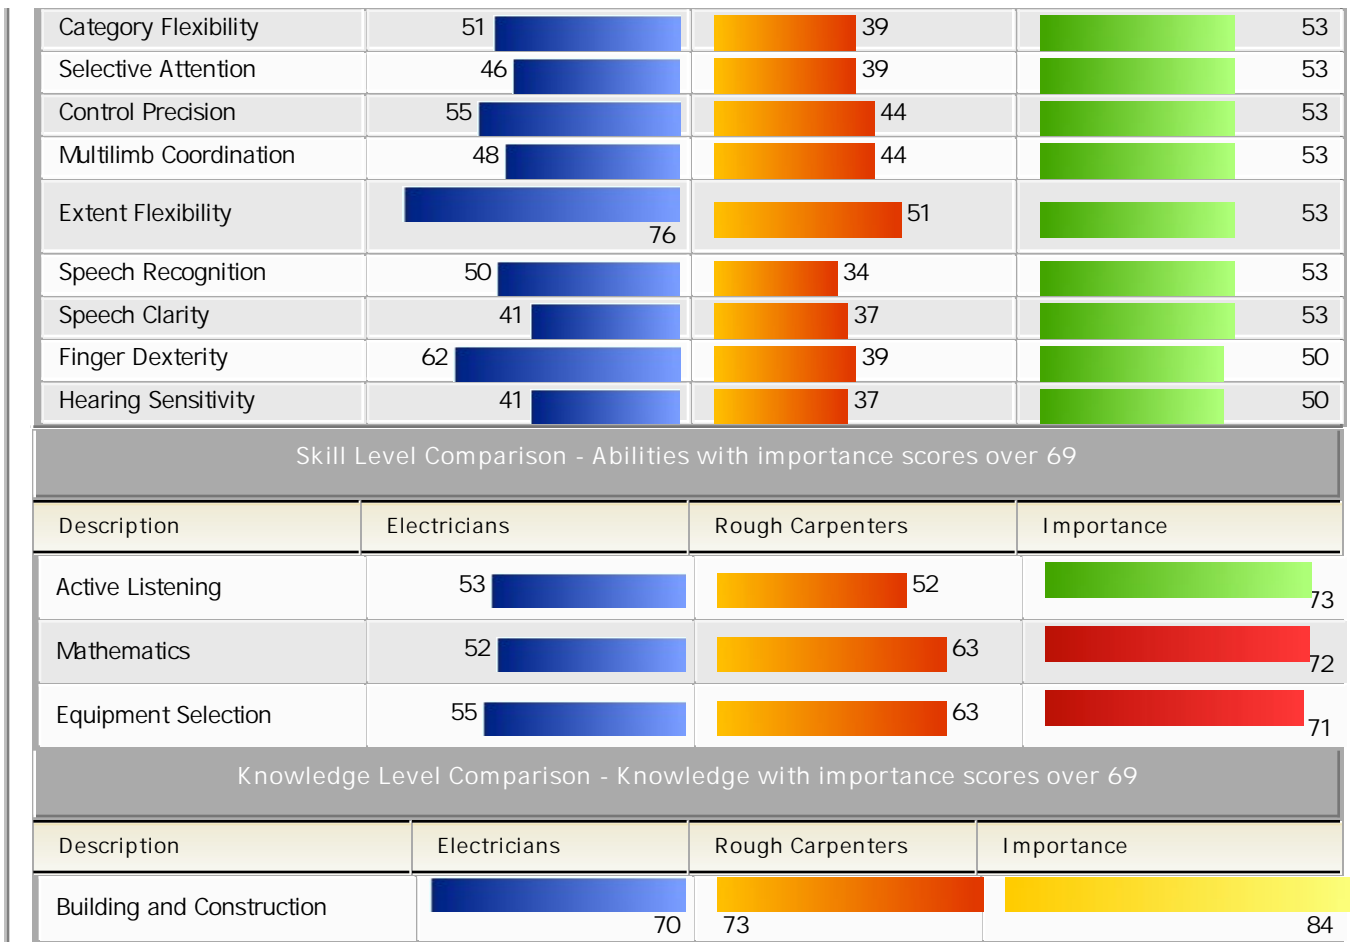 Category Flexibility 51 39 53
Selective Attention 46 39 53
Control Precision 55 44 53
Multilimb Coordination 48 44 53
Extent Flexibility 76 51 53
Speech Recognition 50 34 53
Speech Clarity 41 37 53
Finger Dexterity 62 39 50
Hearing Sensitivity 41 37 50
Skill Level Comparison - Abilities with importance scores over 69
Description Electricians Rough Carpenters Importance
Active Listening 53 52 73
Mathematics 52 63 72
Equipment Selection 55 63 71
Knowledge Level Comparison - Knowledge with importance scores over 69
Description Electricians Rough Carpenters Importance
Building and Construction 70 73 84